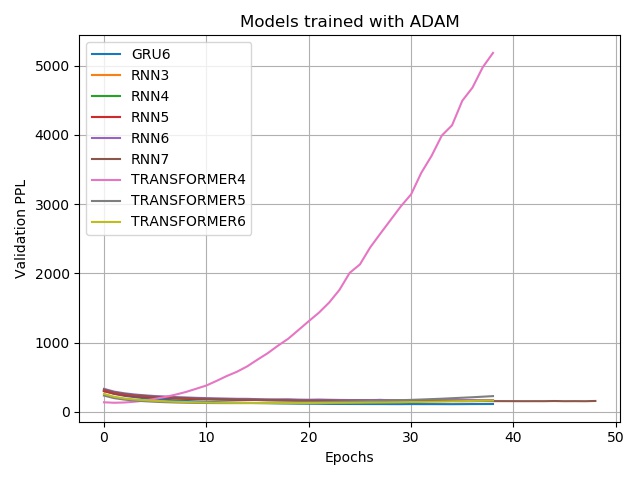 Models trained with ADAM
GRU6
RNN3
RNN4
RNN5
RNN6
RNN7
TRANSFORMER4
TRANSFORMER5
TRANSFORMER6
Validation PPL
5000
4000
3000
2000
1000
0
0 10 20 30 40 50
Epochs